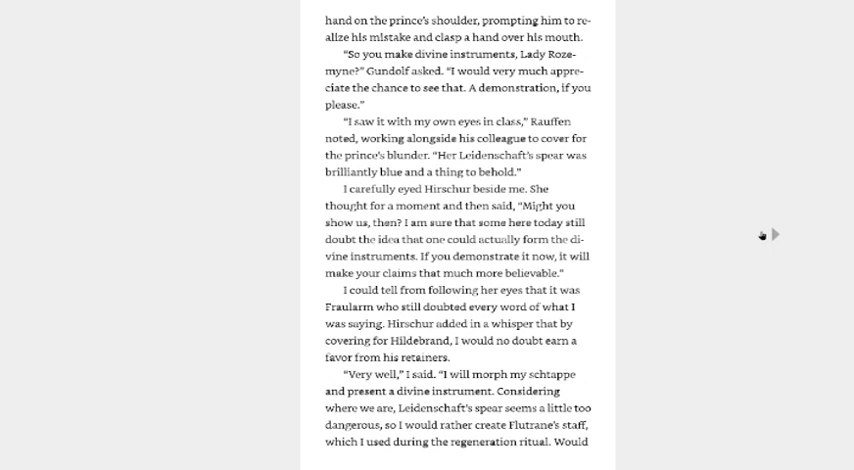 hand on the prince's shoulder, prompting him to re-
alize his mistake and clasp a hand over his mouth.
“So you make divine instruments, Lady Roze-
myne?” Gundolf asked. “I would very much appre-
ciate the chance to see that. A demonstration, if you
please.”
“I saw it with my own eyes in class,” Rauffen
noted, working alongside his colleague to cover for
the prince’s blunder. “Her Leidenschaft’s spear was
brilliantly blue and a thing to behold.”
I carefully eyed Hirschur beside me. She
thought for a moment and then said, “Might you
show us, then? I am sure that some here today still
doubt the idea that one could actually form the di-
vine instruments. If you demonstrate it now, it will
make your claims that much more believable.”
I could tell from following her eyes that it was
Fraularm who still doubted every word of what I
was saying. Hirschur added in a whisper that by
covering for Hildebrand, I would no doubt earn a
favor from his retainers.
“Very well,” I said. “I will morph my schtappe
and present a divine instrument. Considering
where we are, Leidenschaft’s spear seems a little too
dangerous, so I would rather create Flutrane’s staff,
which I used during the regeneration ritual. Would